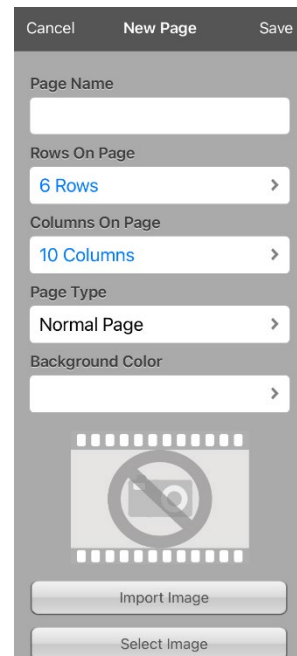 Cancel New Page Save
Page Name
Rows On Page
6 Rows
Columns On Page
10 Columns
Page Type
Normal Page
Background Color
Import Image
Select Image